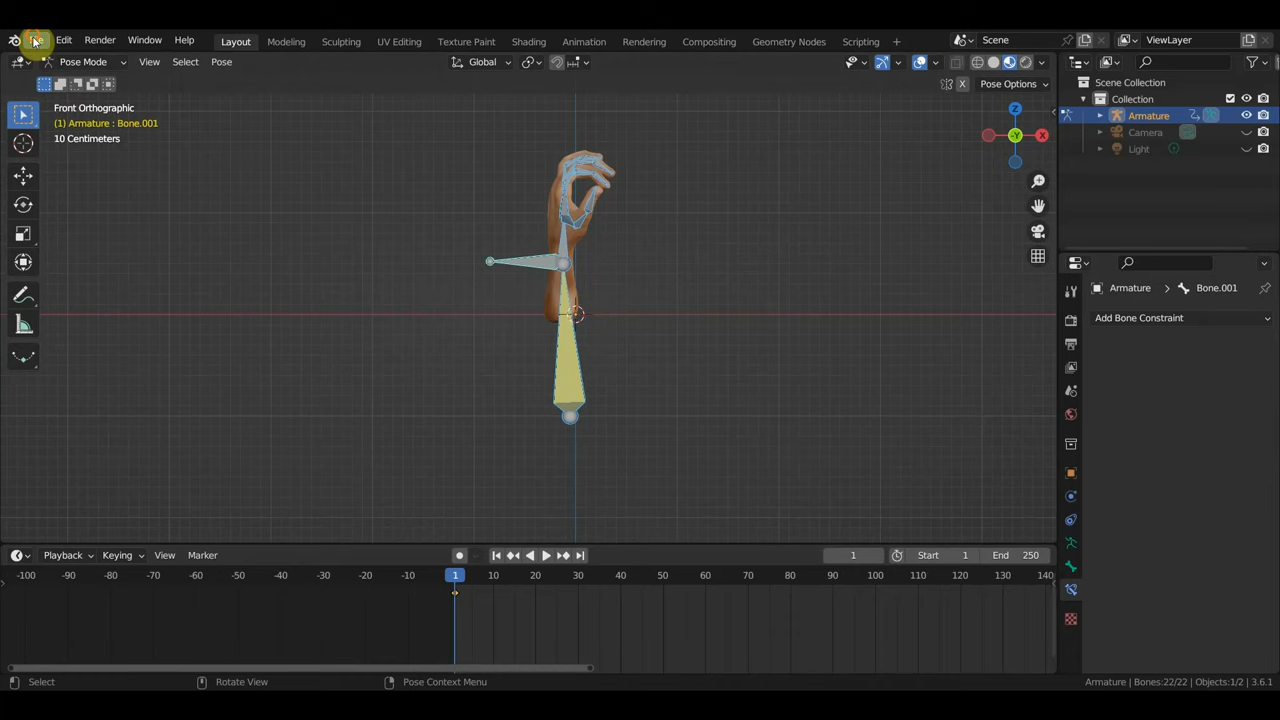 File Edit Render Window Help Layout Modeling Sculpting UV Editing Texture Paint Shading Animation Rendering Compositing Geometry Nodes Scripting + Scene ViewLayer
Pose Mode View Select Pose Global
X Pose Options
Front Orthographic
(1) Armature : Bone.001
10 Centimeters
Z
X
-Y
Scene Collection
Collection
Armature
Camera
Light
Armature > Bone.001
Add Bone Constraint
Playback Keying View Marker 1 Start 1 End 250
-100 -90 -80 -70 -60 -50 -40 -30 -20 -10 1 10 20 30 40 50 60 70 80 90 100 110 120 130 140
Select Rotate View Pose Context Menu Armature | Bones:22/22 | Objects:1/2 | 3.6.1